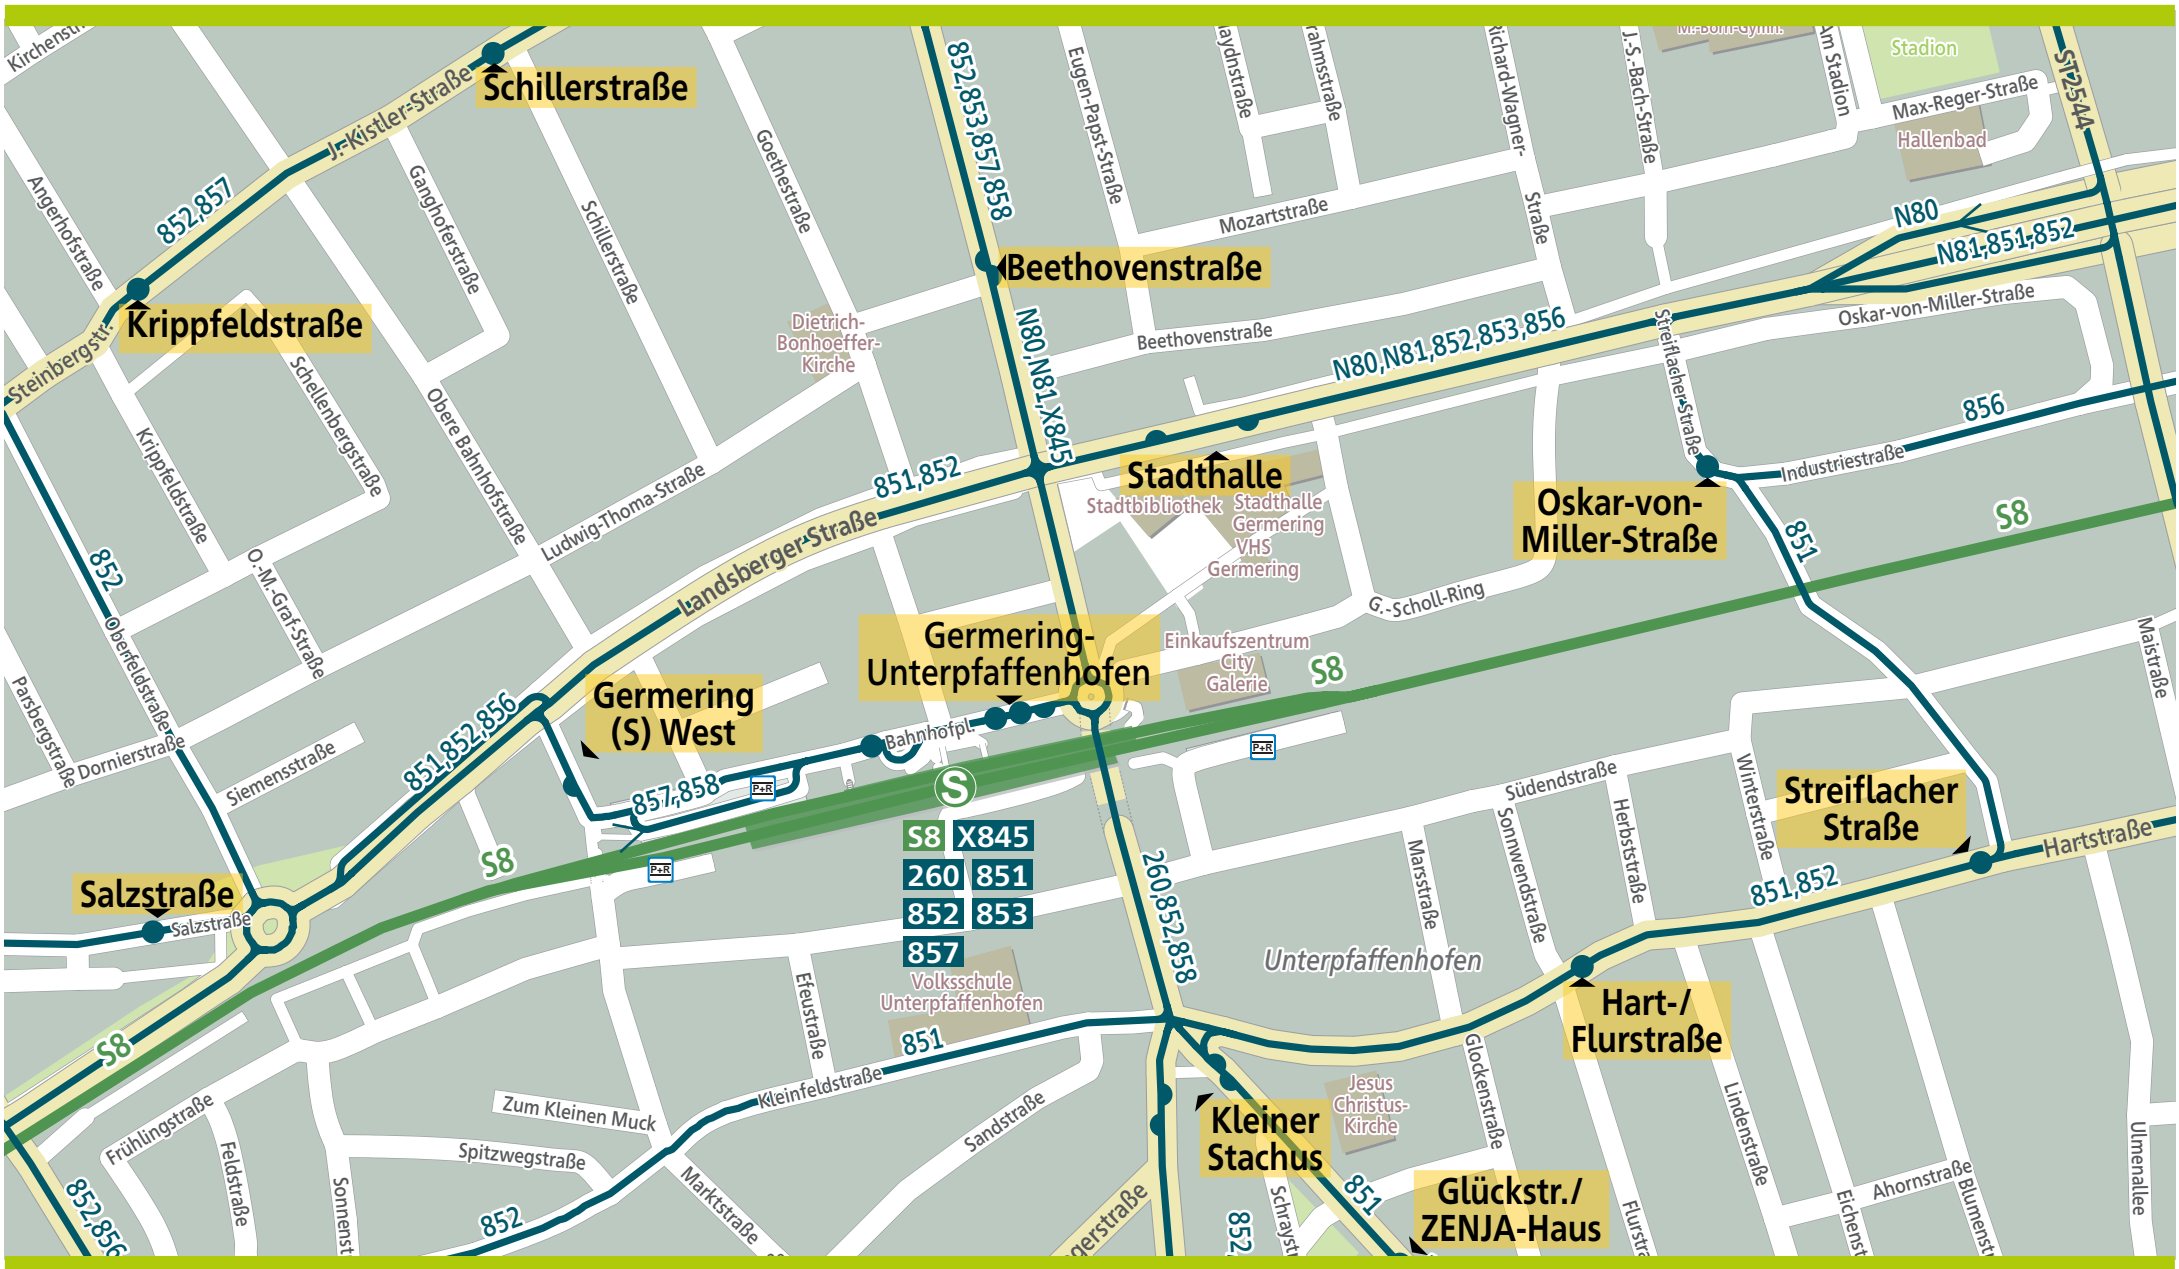 J.-Kistler-Straße
Schillerstraße
852,857
Angerhofstraße
Ganghoferstraße
Schillerstraße
Goethestraße
852,853,857,858
Eugen-Papst-Straße
Mozartstraße
Richard-Wagner-
Straße
J.-S.-Bach-Straße
Am Stadion
Stadion
Max-Reger-Straße
Hallenbad
ST2544
N80
N81,851,852
Oskar-von-Miller-Straße
Krippfeldstraße
Steinbergstr.
Beethovenstraße
Dietrich-
Bonhoeffer-
Kirche
N80,N81,X845
Beethovenstraße
N80,N81,852,853,856
Streiflacher Straße
856
Industriestraße
Schellenbergstraße
Krippfeldstraße
Obere Bahnhofstraße
Ludwig-Thoma-Straße
851,852
Landsberger Straße
Stadthalle
Stadtbibliothek
Stadthalle
Germering
VHS
Germering
Oskar-von-
Miller-Straße
851
S8
852
O.-M.-Graf-Straße
Oberfeldstraße
Parsbergstraße
Dornierstraße
Siemensstraße
851,852,856
Germering
(S) West
Germering-
Unterpfaffenhofen
G.-Scholl-Ring
Einkaufszentrum
City
Galerie
S8
Maistraße
Bahnhofpl.
857,858
P+R
P+R
P+R
S
S8 X845
260 851
852 853
857
S8
Südendstraße
Winterstraße
Herbststraße
Sonnwendstraße
Marsstraße
Streiflacher
Straße
Hartstraße
851,852
Salzstraße
Salzstraße
260,852,858
Unterpfaffenhofen
Volksschule
Unterpfaffenhofen
Efeustraße
851
Kleinfeldstraße
Hart-/
Flurstraße
S8
Frühlingstraße
Feldstraße
Zum Kleinen Muck
Spitzwegstraße
Sandstraße
Marktstraße
Jesus
Christus-
Kirche
Glockenstraße
Kleiner
Stachus
Lindenstraße
Ahornstraße
Ulmenallee
852,856
852
852
851
Glückstr./
ZENJA-Haus